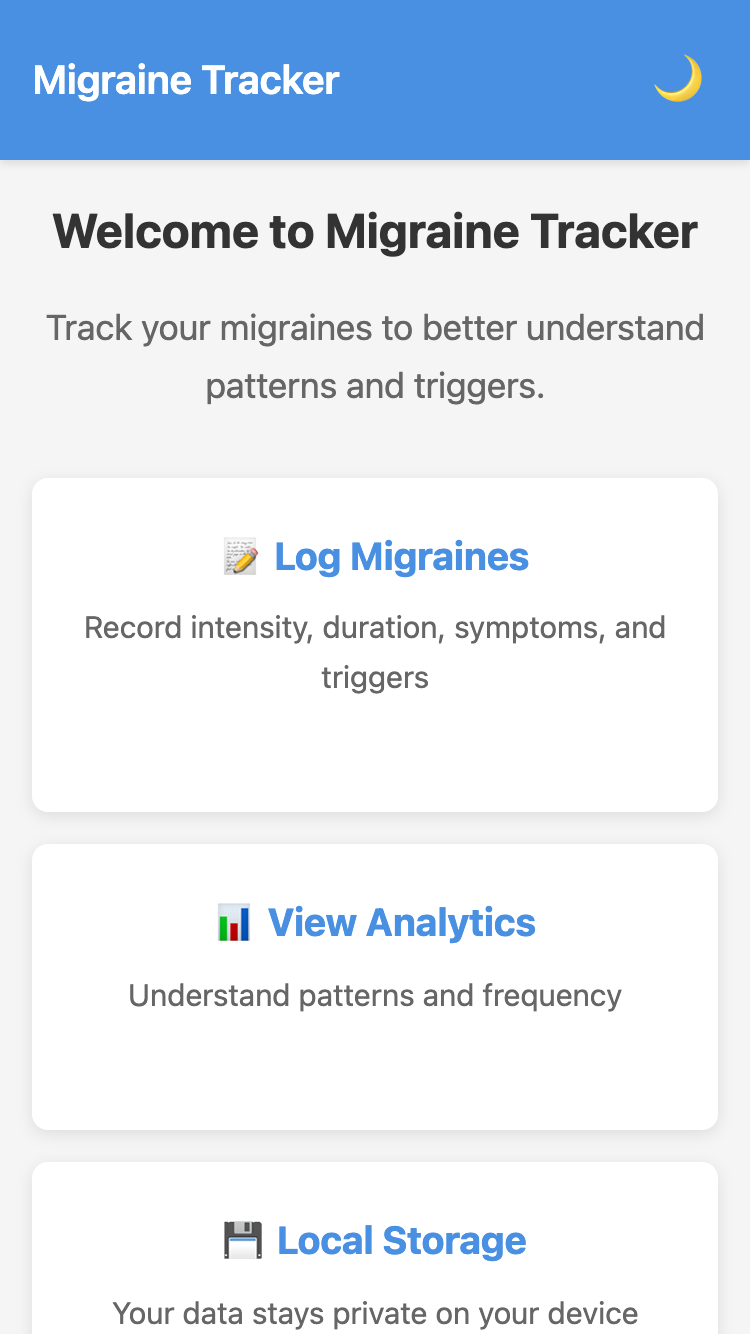 Migraine Tracker
Welcome to Migraine Tracker
Track your migraines to better understand
patterns and triggers.
Log Migraines
Record intensity, duration, symptoms, and
triggers
View Analytics
Understand patterns and frequency
Local Storage
Your data stays private on your device